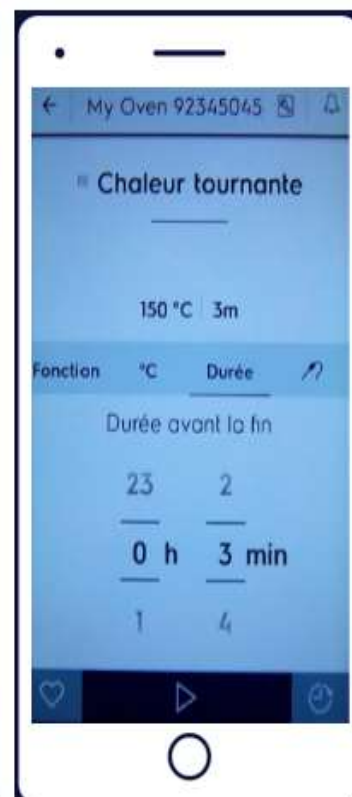 My Oven 92345045
Chaleur tournante
150 °C 3m
Fonction °C Durée
Durée avant la fin
23 2
0 h 3 min
1 4